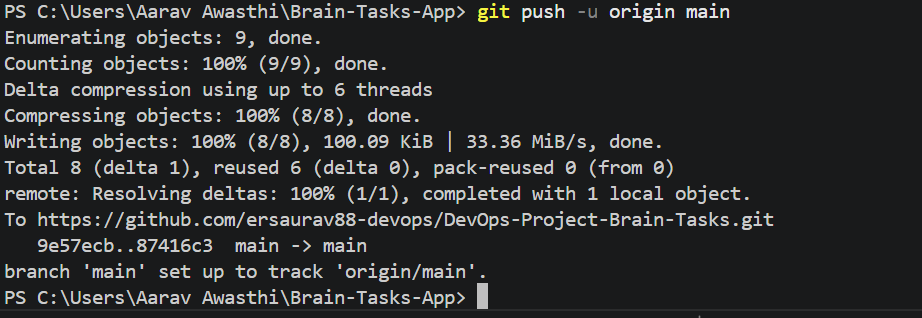 PS C:\Users\Aarav Awasthi\Brain-Tasks-App> git push -u origin main
Enumerating objects: 9, done.
Counting objects: 100% (9/9), done.
Delta compression using up to 6 threads
Compressing objects: 100% (8/8), done.
Writing objects: 100% (8/8), 100.09 KiB | 33.36 MiB/s, done.
Total 8 (delta 1), reused 6 (delta 0), pack-reused 0 (from 0)
remote: Resolving deltas: 100% (1/1), completed with 1 local object.
To https://github.com/ersaurav88-devops/DevOps-Project-Brain-Tasks.git
   9e57ecb..87416c3  main -> main
branch 'main' set up to track 'origin/main'.
PS C:\Users\Aarav Awasthi\Brain-Tasks-App>